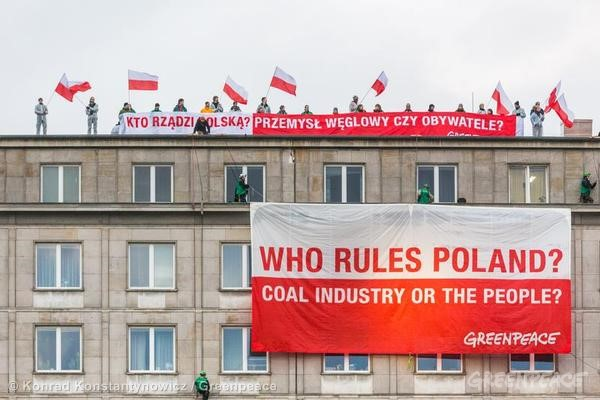 KTO RZĄDZI POLSKĄ? PRZEMYSŁ WĘGLOWY CZY OBYWATELE?
GREENPEACE
WHO RULES POLAND?
COAL INDUSTRY OR THE PEOPLE?
GREENPEACE
© Konrad Konstantynowicz / Greenpeace
GREENPEACE